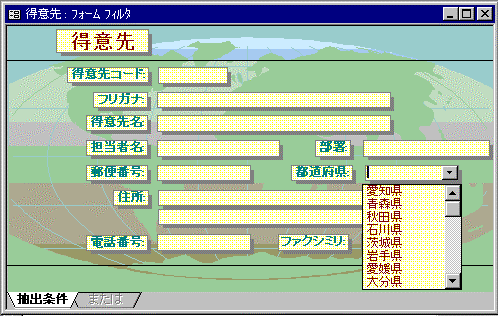 得意先 : フォーム フィルタ
得意先
得意先コード:
フリガナ:
得意先名:
担当者名:
部署:
郵便番号:
都道府県:
住所:
愛知県
青森県
秋田県
石川県
茨城県
岩手県
愛媛県
大分県
電話番号:
ファクシミリ:
抽出条件
または